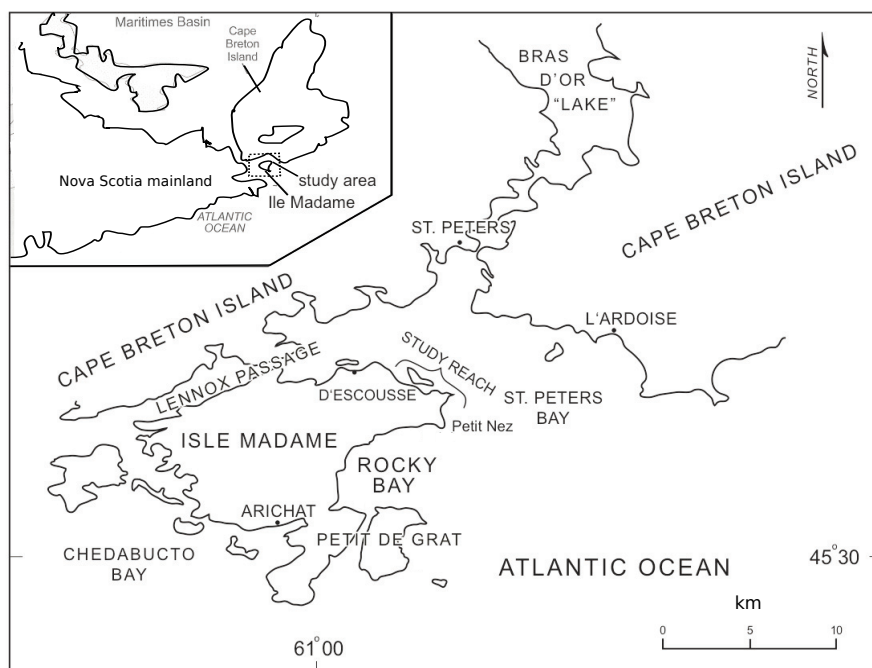 Maritimes Basin
Cape
Breton
Island
Nova Scotia mainland
study area
Ile Madame
ATLANTIC
OCEAN
BRAS
D'OR
"LAKE"
NORTH
CAPE BRETON ISLAND
ST. PETERS
L'ARDOISE
CAPE BRETON ISLAND
LENNOX PASSAGE
STUDY REACH
D'ESCOUSSE
ST. PETERS
BAY
Petit Nez
ISLE MADAME
ROCKY
BAY
ARICHAT
PETIT DE GRAT
CHEDABUCTO
BAY
ATLANTIC OCEAN
45°30
km
0 5 10
61°00